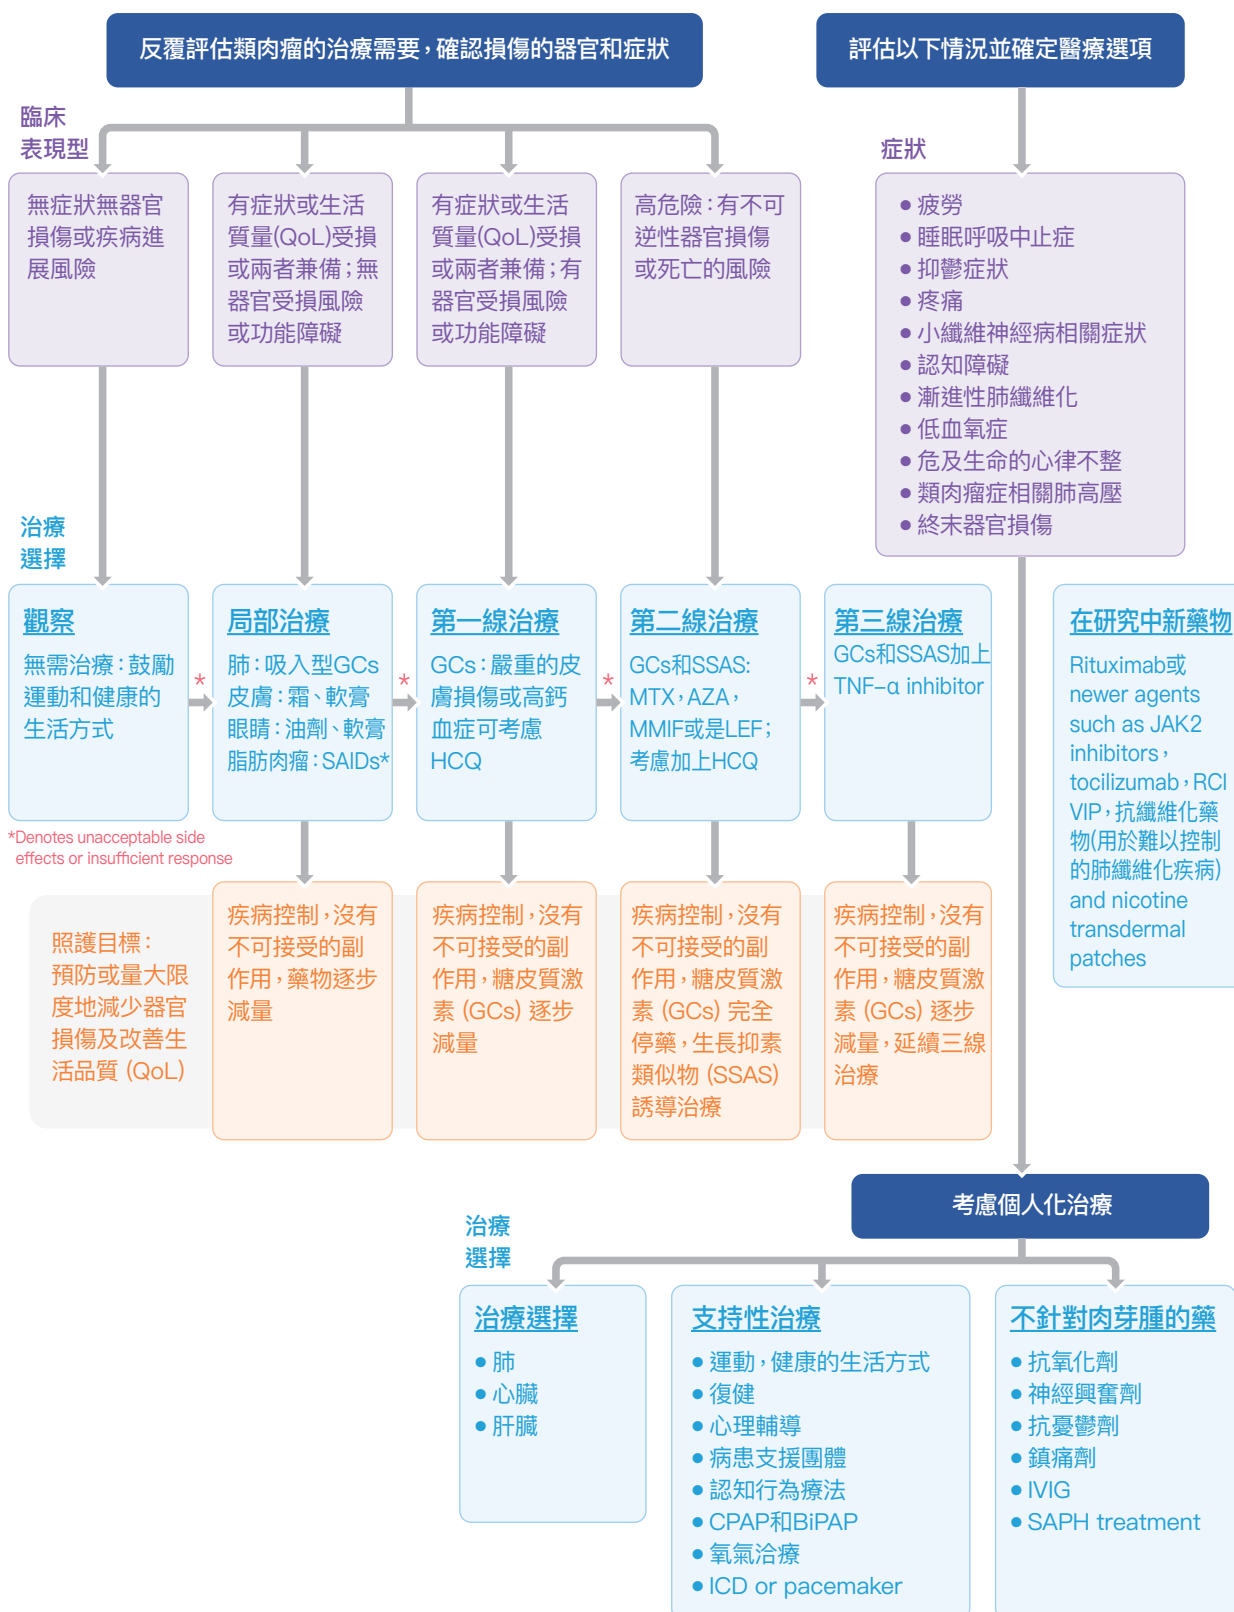 反覆評估類肉瘤的治療需要，確認損傷的器官和症狀
評估以下情況並確定醫療選項
臨床
表現型
症狀
無症狀無器官
損傷或疾病進
展風險
有症狀或生活
質量(QoL)受損
或兩者兼備；無
器官受損風險
或功能障礙
有症狀或生活
質量(QoL)受損
或兩者兼備；有
器官受損風險
或功能障礙
高危險：有不可
逆性器官損傷
或死亡的風險
● 疲勞
● 睡眠呼吸中止症
● 抑鬱症狀
● 疼痛
● 小纖維神經病相關症狀
● 認知障礙
● 漸進性肺纖維化
● 低血氧症
● 危及生命的心律不整
● 類肉瘤症相關肺高壓
● 終末器官損傷
治療
選擇
觀察
無需治療：鼓勵
運動和健康的
生活方式
*
局部治療
肺：吸入型GCs
皮膚：霜、軟膏
眼睛：油劑、軟膏
脂肪肉瘤：SAIDs*
*
第一線治療
GCs：嚴重的皮
膚損傷或高鈣
血症可考慮
HCQ
*
第二線治療
GCs和SSAS:
MTX，AZA，
MMIF或是LEF；
考慮加上HCQ
*
第三線治療
GCs和SSAS加上
TNF–α inhibitor
在研究中新藥物
Rituximab或
newer agents
such as JAK2
inhibitors，
tocilizumab，RCI
VIP，抗纖維化藥
物(用於難以控制
的肺纖維化疾病)
and nicotine
transdermal
patches
*Denotes unacceptable side
effects or insufficient response
照護目標：
預防或量大限
度地減少器官
損傷及改善生
活品質 (QoL)
疾病控制，沒有
不可接受的副
作用，藥物逐步
減量
疾病控制，沒有
不可接受的副
作用，糖皮質激
素 (GCs) 逐步
減量
疾病控制，沒有
不可接受的副
作用，糖皮質激
素 (GCs) 完全
停藥，生長抑素
類似物 (SSAS)
誘導治療
疾病控制，沒有
不可接受的副
作用，糖皮質激
素 (GCs) 逐步
減量，延續三線
治療
考慮個人化治療
治療
選擇
治療選擇
● 肺
● 心臟
● 肝臟
支持性治療
● 運動，健康的生活方式
● 復健
● 心理輔導
● 病患支援團體
● 認知行為療法
● CPAP和BiPAP
● 氧氣治療
● ICD or pacemaker
不針對肉芽腫的藥
● 抗氧化劑
● 神經興奮劑
● 抗憂鬱劑
● 鎮痛劑
● IVIG
● SAPH treatment